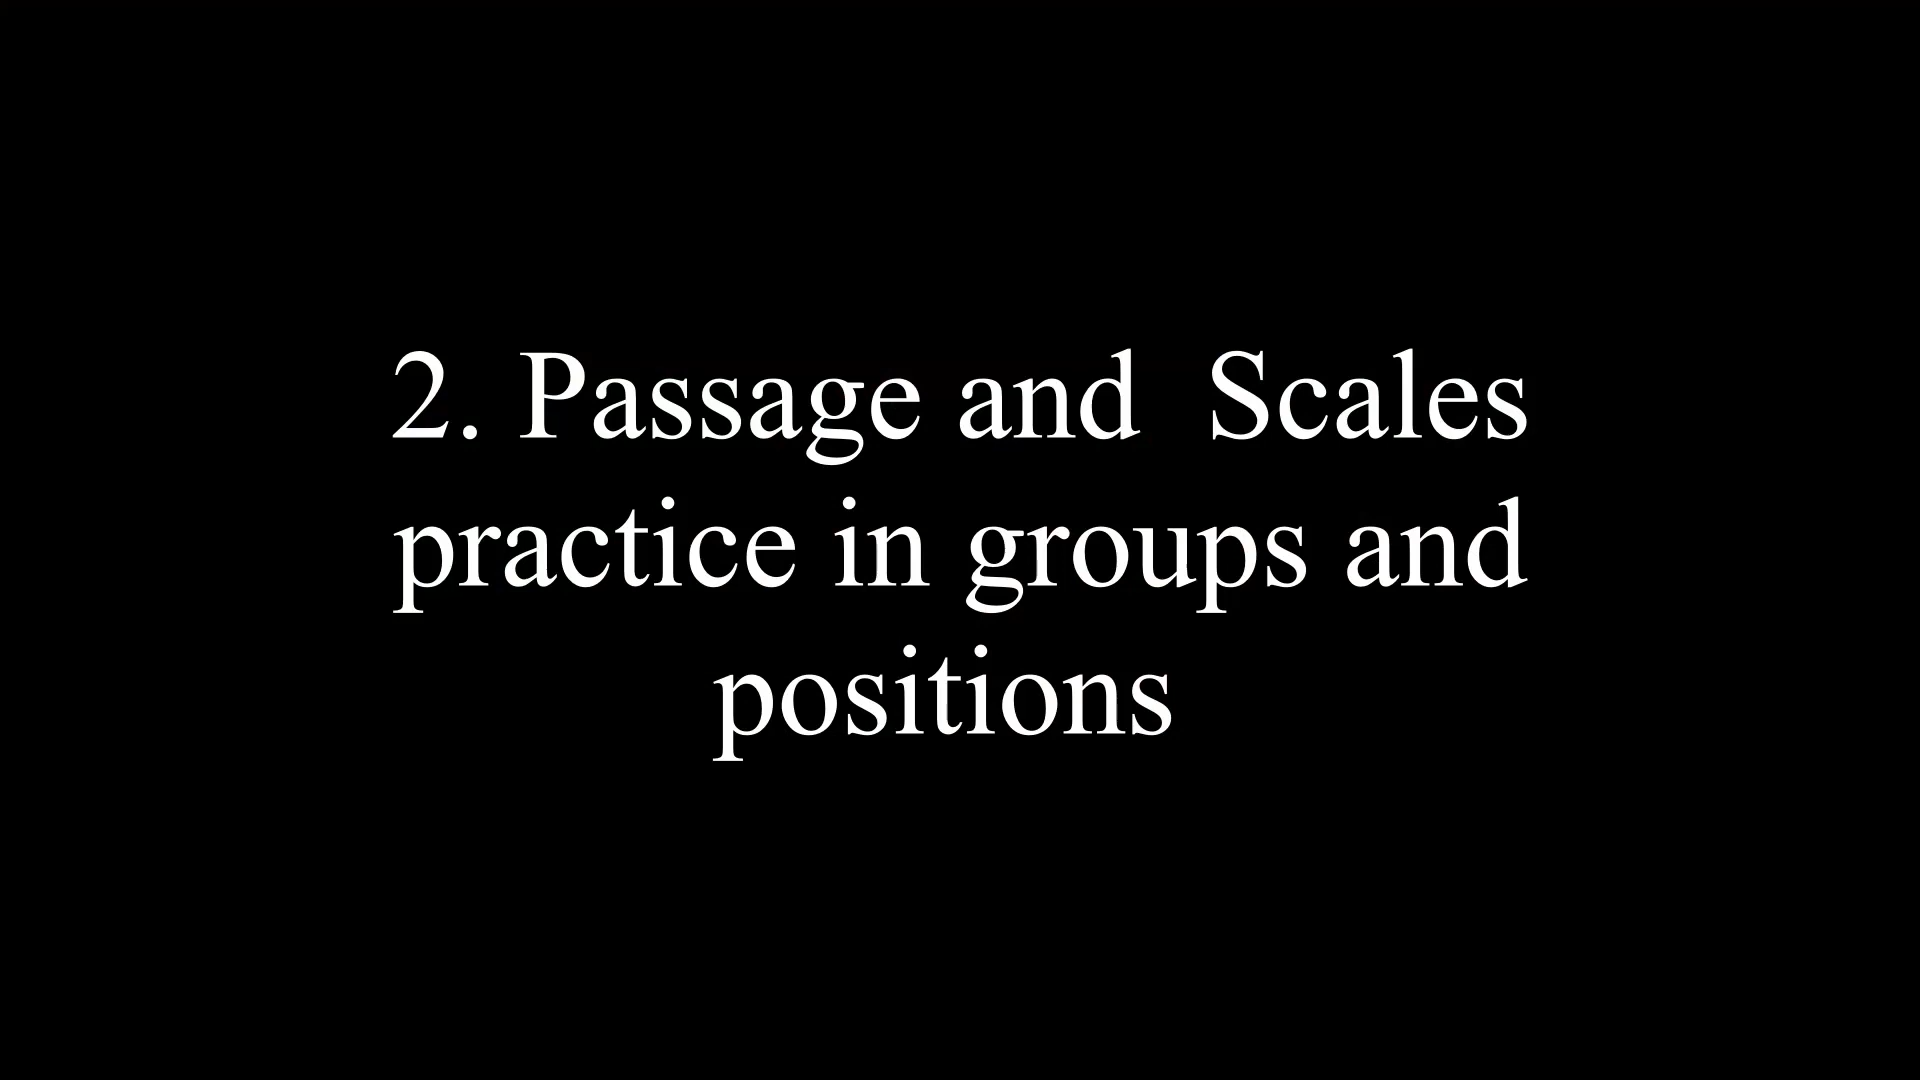 2. Passage and  Scales
practice in groups and
positions